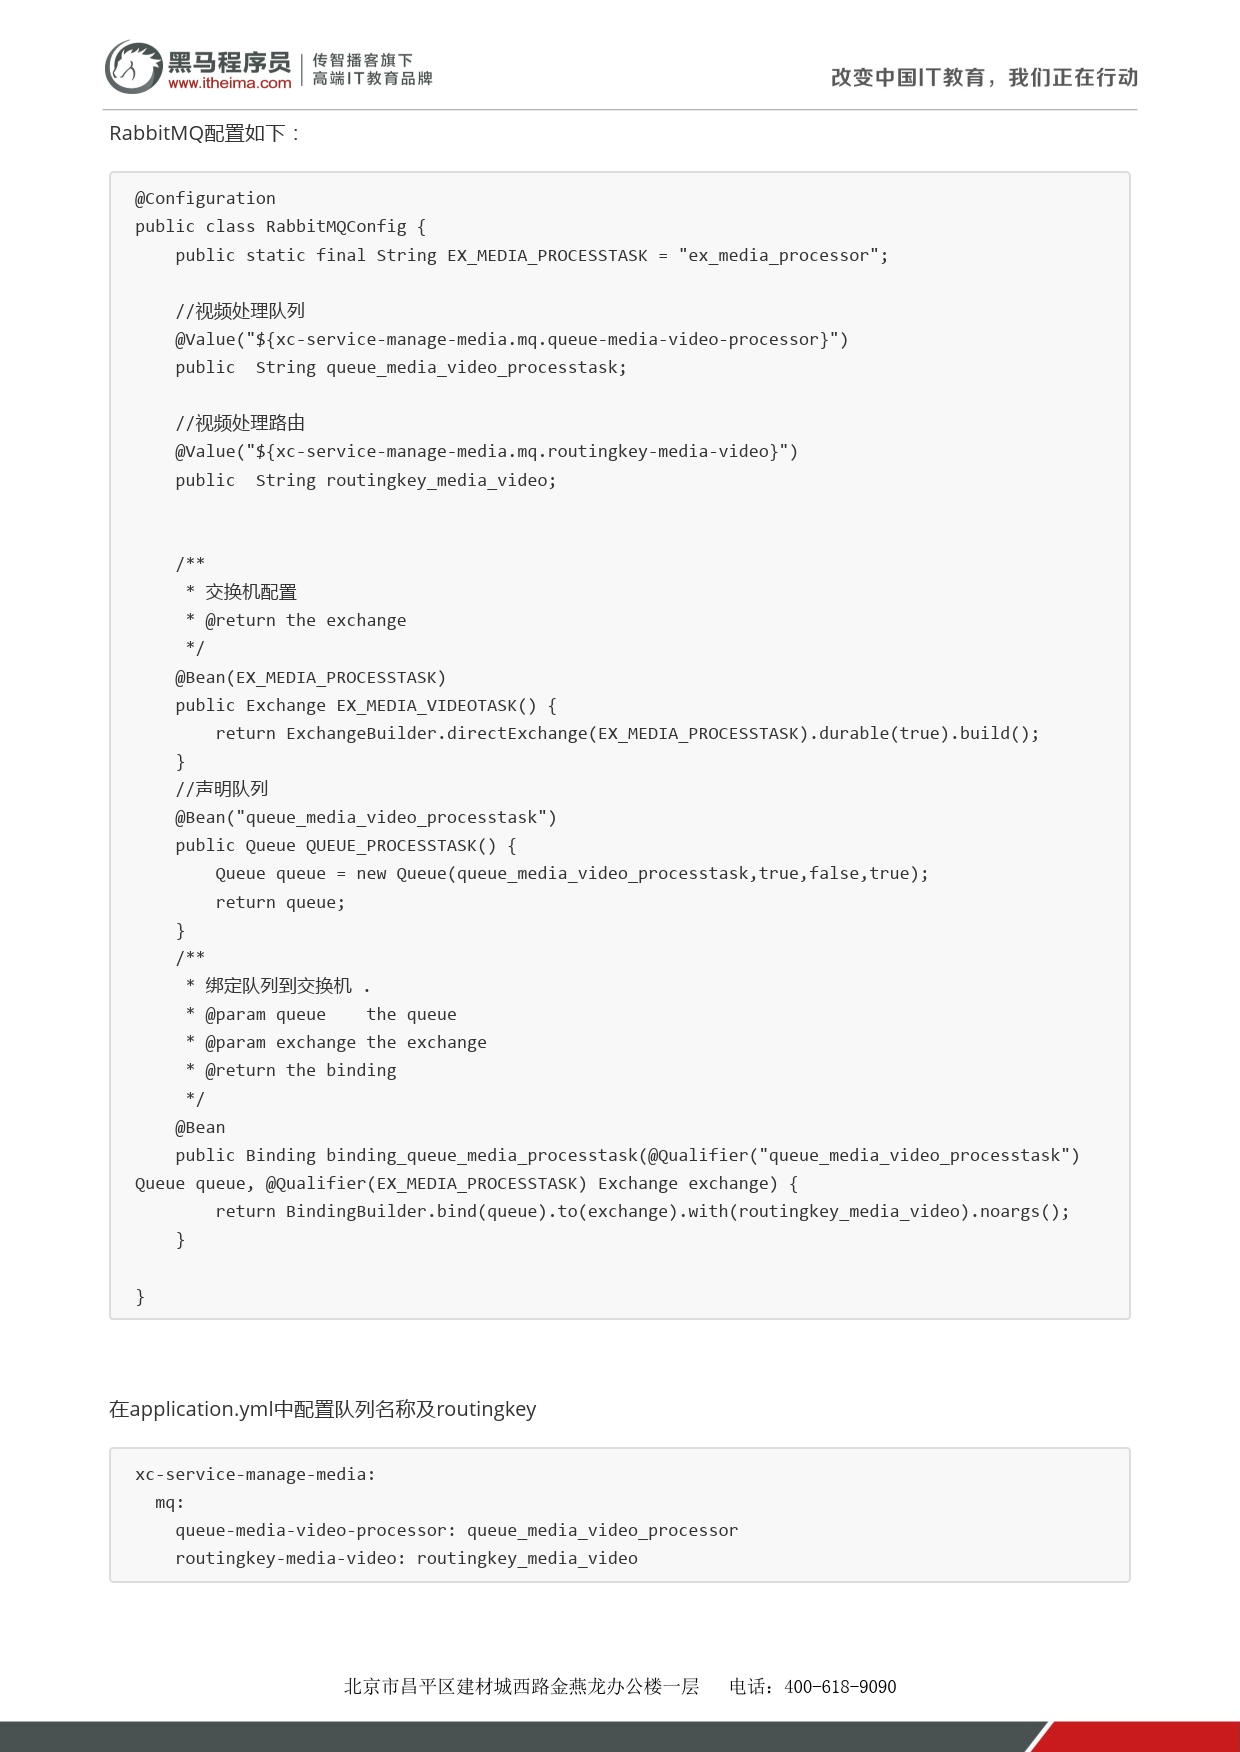 黑马程序员
www.itheima.com
传智播客旗下
高端IT教育品牌
改变中国IT教育，我们正在行动
RabbitMQ配置如下：
@Configuration
public class RabbitMQConfig {
    public static final String EX_MEDIA_PROCESSTASK = "ex_media_processor";
    //视频处理队列
    @Value("${xc-service-manage-media.mq.queue-media-video-processor}")
    public  String queue_media_video_processtask;
    //视频处理路由
    @Value("${xc-service-manage-media.mq.routingkey-media-video}")
    public  String routingkey_media_video;
    /**
     * 交换机配置
     * @return the exchange
     */
    @Bean(EX_MEDIA_PROCESSTASK)
    public Exchange EX_MEDIA_VIDEOTASK() {
        return ExchangeBuilder.directExchange(EX_MEDIA_PROCESSTASK).durable(true).build();
    }
    //声明队列
    @Bean("queue_media_video_processtask")
    public Queue QUEUE_PROCESSTASK() {
        Queue queue = new Queue(queue_media_video_processtask,true,false,true);
        return queue;
    }
    /**
     * 绑定队列到交换机 .
     * @param queue    the queue
     * @param exchange the exchange
     * @return the binding
     */
    @Bean
    public Binding binding_queue_media_processtask(@Qualifier("queue_media_video_processtask")
Queue queue, @Qualifier(EX_MEDIA_PROCESSTASK) Exchange exchange) {
        return BindingBuilder.bind(queue).to(exchange).with(routingkey_media_video).noargs();
    }
}
在application.yml中配置队列名称及routingkey
xc-service-manage-media:
  mq:
    queue-media-video-processor: queue_media_video_processor
    routingkey-media-video: routingkey_media_video
北京市昌平区建材城西路金燕龙办公楼一层   电话：400-618-9090